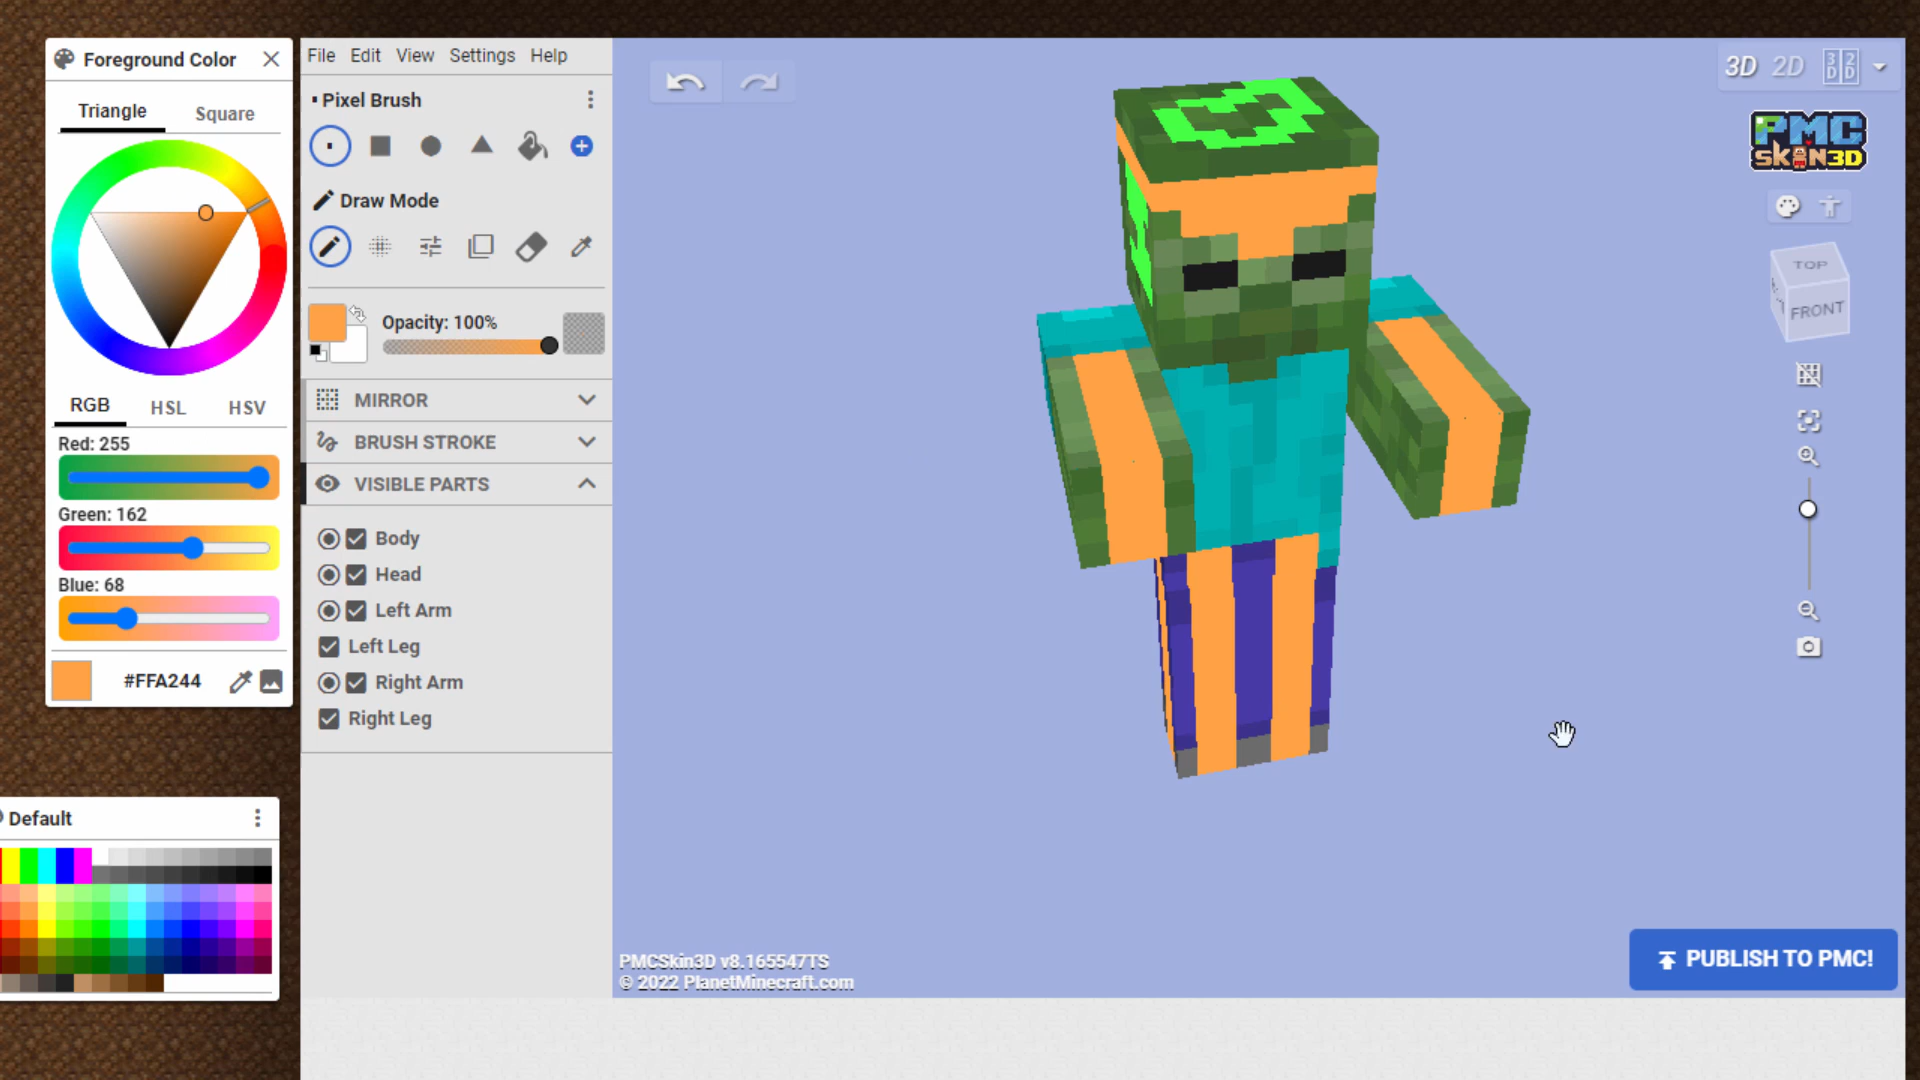 Foreground Color
Triangle
Square
RGB
HSL
HSV
Red: 255
Green: 162
Blue: 68
#FFA244
Default
File Edit View Settings Help
Pixel Brush
Draw Mode
Opacity: 100%
MIRROR
BRUSH STROKE
VISIBLE PARTS
Body
Head
Left Arm
Left Leg
Right Arm
Right Leg
3D 2D 3D 2D
PMC
SKIN3D
TOP
FRONT
PMCSkin3D v8.165547TS
© 2022 PlanetMinecraft.com
PUBLISH TO PMC!